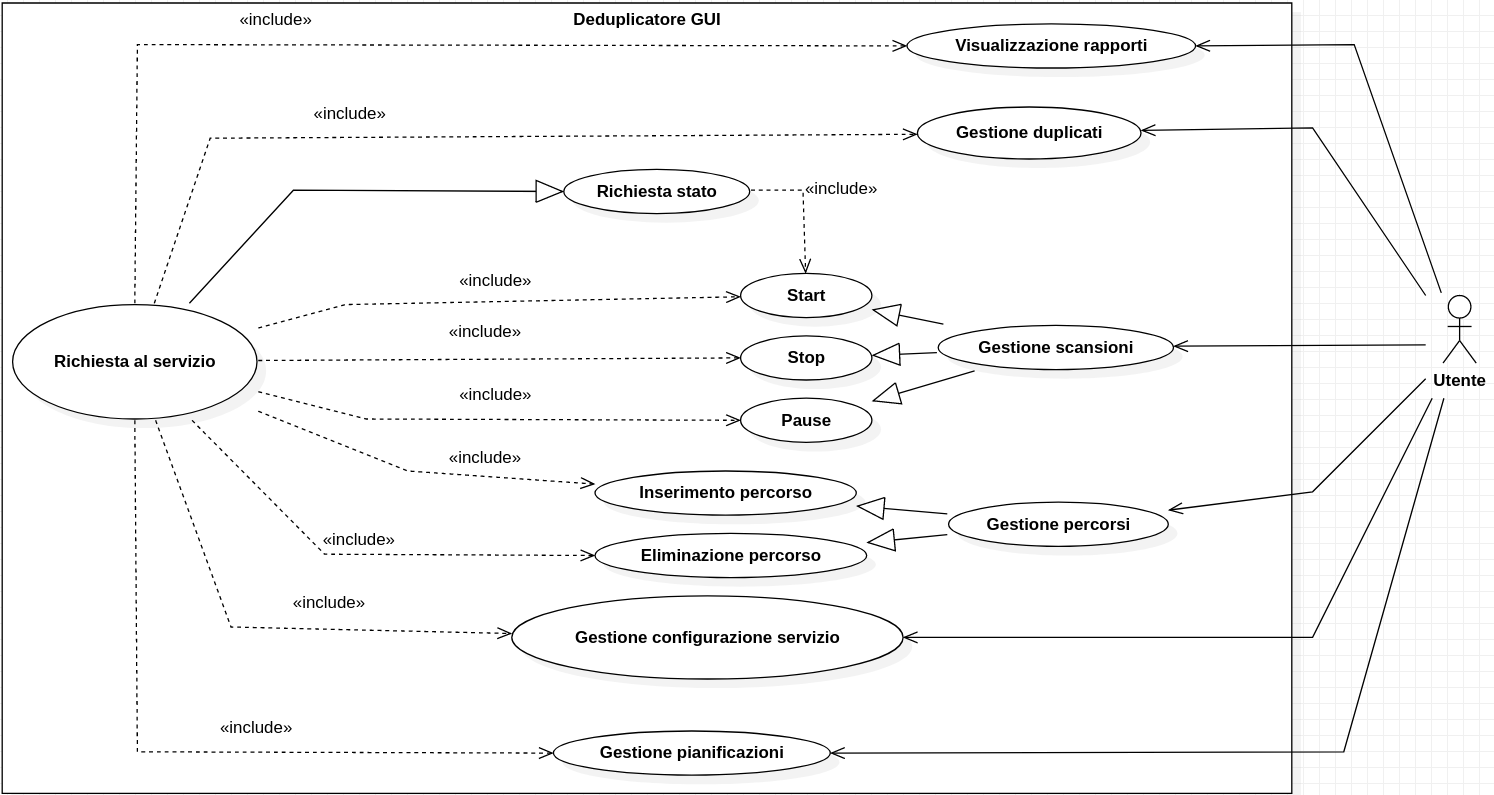 «include»
Deduplicatore GUI
Visualizzazione rapporti
«include»
Gestione duplicati
Richiesta stato
«include»
«include»
Start
«include»
Richiesta al servizio
Stop
Gestione scansioni
Utente
«include»
Pause
«include»
Inserimento percorso
Gestione percorsi
«include»
Eliminazione percorso
«include»
Gestione configurazione servizio
«include»
Gestione pianificazioni